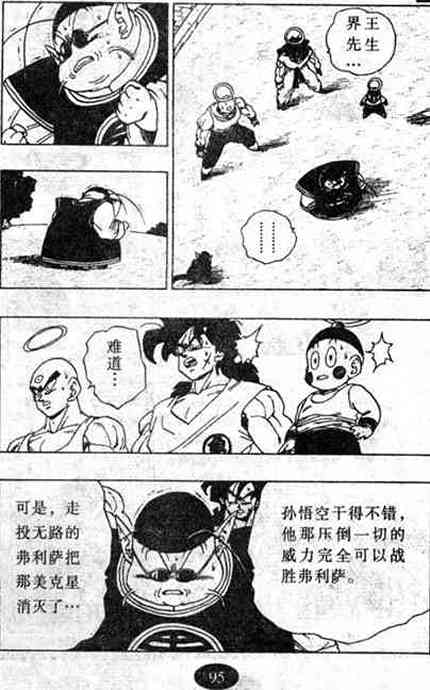 界王
先生
…
……
难
道
…
孙悟空干得不错，
他那压倒一切的
威力完全可以战
胜弗利萨。
可是，走
投无路的
弗利萨把
那美克星
消灭了…
95